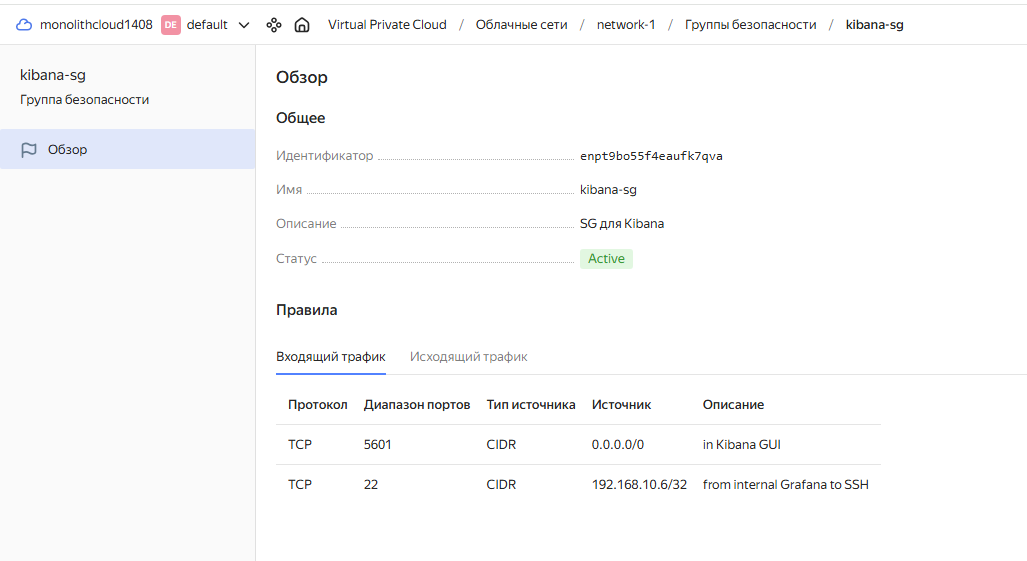 monolithcloud1408 DE default Virtual Private Cloud / Облачные сети / network-1 / Группы безопасности / kibana-sg
kibana-sg
Группа безопасности
Обзор
Обзор
Общее
Идентификатор enpt9bo55f4eaufk7qva
Имя kibana-sg
Описание SG для Kibana
Статус Active
Правила
Входящий трафик Исходящий трафик
Протокол Диапазон портов Тип источника Источник Описание
TCP 5601 CIDR 0.0.0.0/0 in Kibana GUI
TCP 22 CIDR 192.168.10.6/32 from internal Grafana to SSH